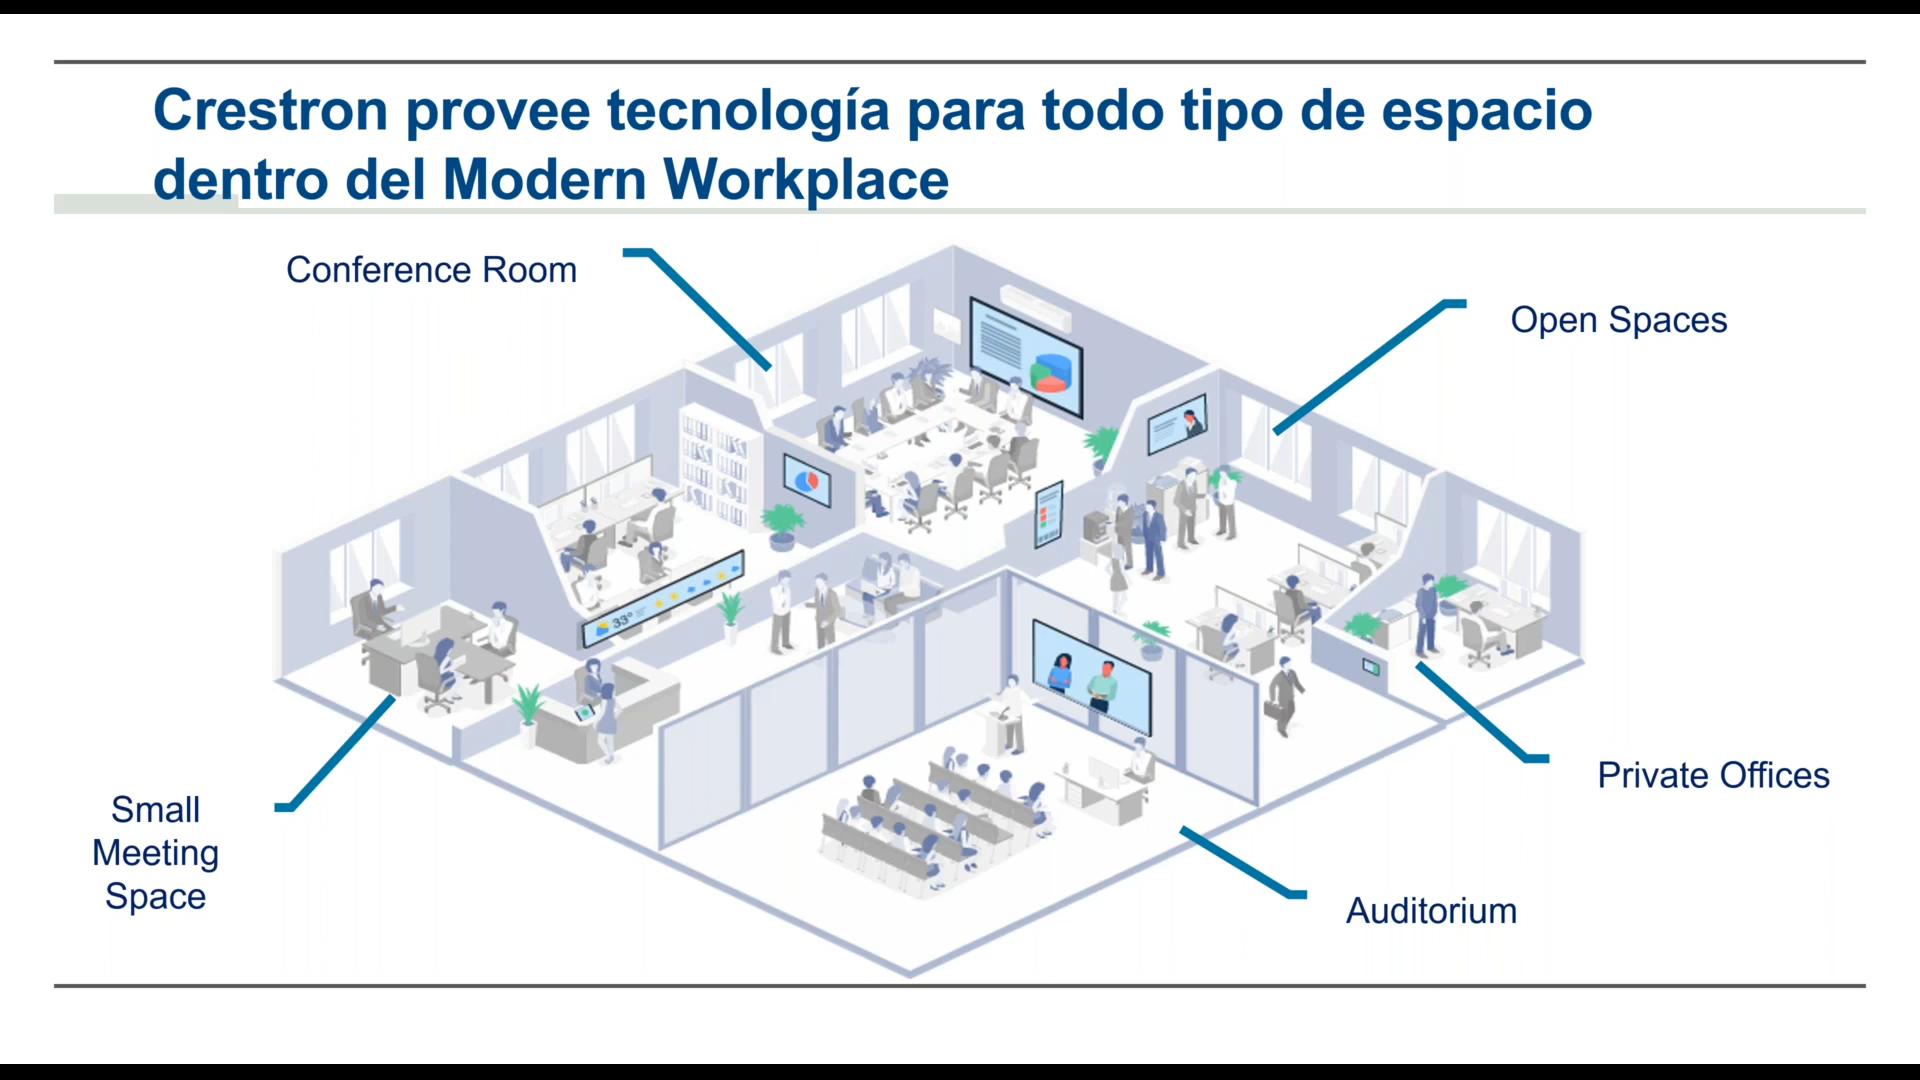 Crestron provee tecnología para todo tipo de espacio
dentro del Modern Workplace
Conference Room
Open Spaces
33°
Small
Meeting
Space
Private Offices
Auditorium